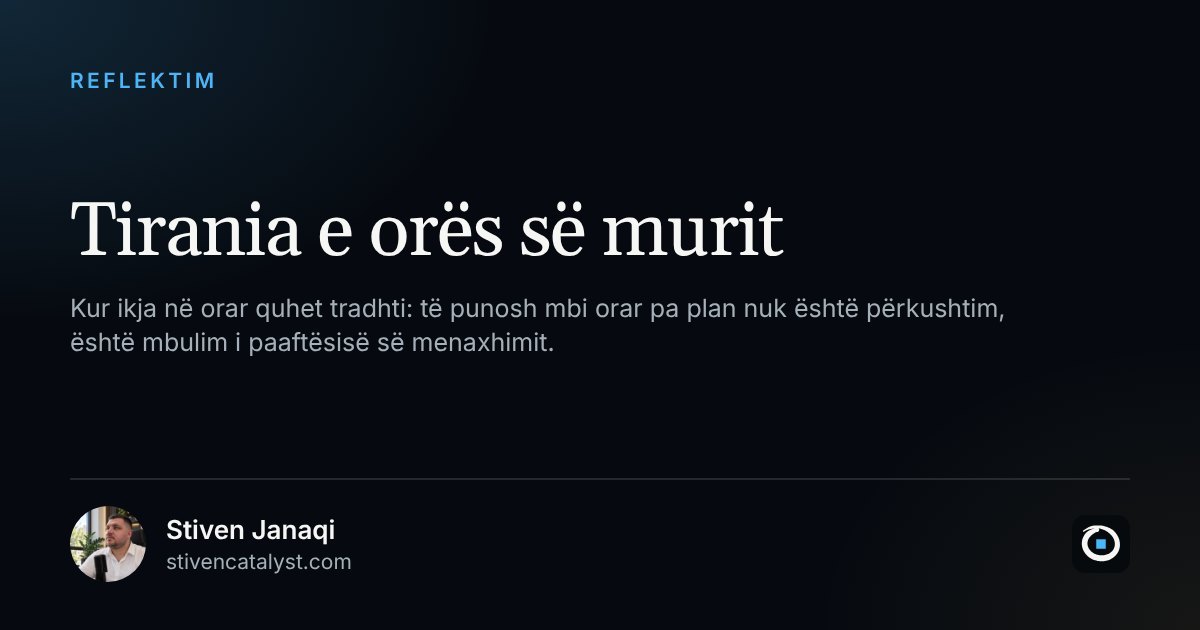 REFLEKTIM
Tirania e orës së murit
Kur ikja në orar quhet tradhti: të punosh mbi orar pa plan nuk është përkushtim,
është mbulim i paaftësisë së menaxhimit.
Stiven Janaqi
stivencatalyst.com